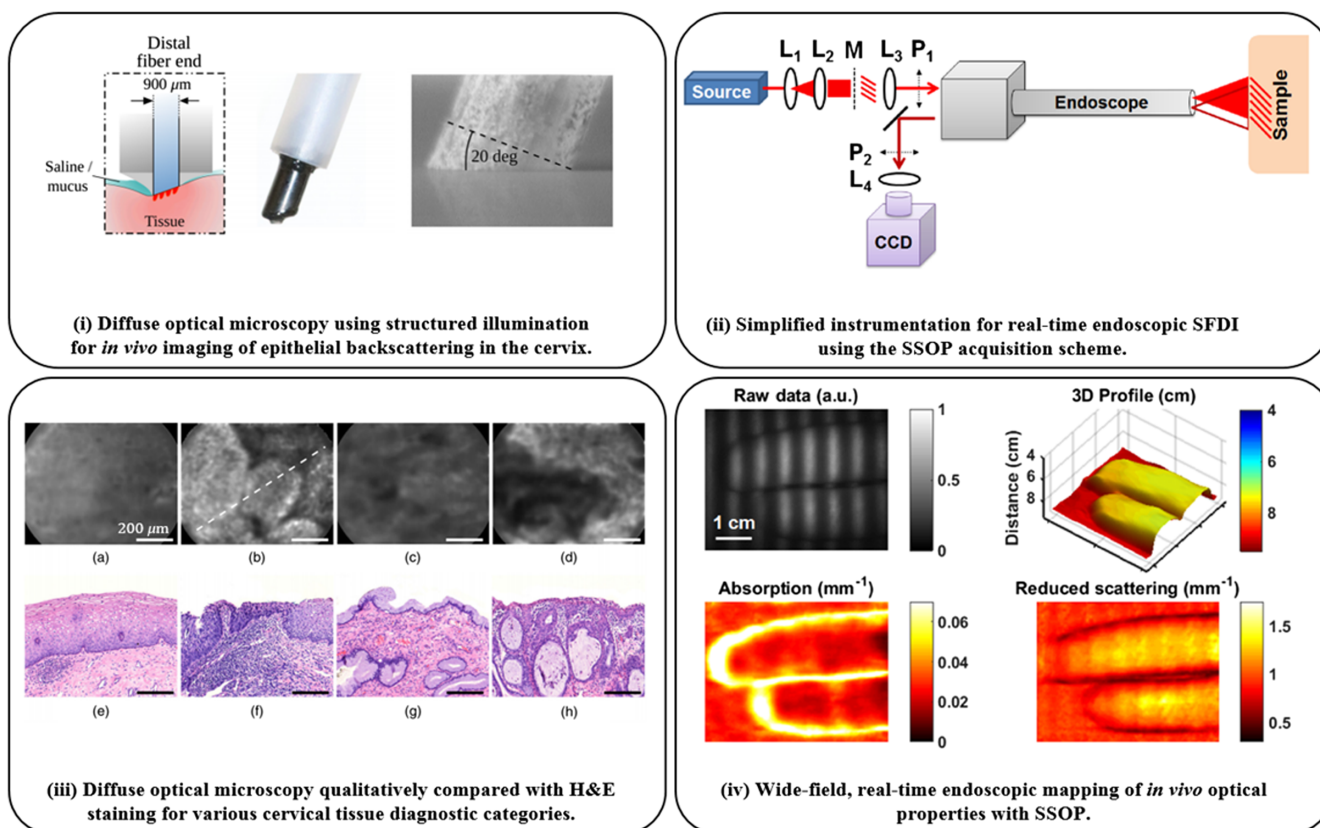 Distal
fiber end
900 μm
Saline /
mucus
Tissue
20 deg
(i) Diffuse optical microscopy using structured illumination
for in vivo imaging of epithelial backscattering in the cervix.
L1 L2 M L3 P1
Source
Endoscope
Sample
P2
L4
CCD
(ii) Simplified instrumentation for real-time endoscopic SFDI
using the SSOP acquisition scheme.
200 μm
(a) (b) (c) (d)
(e) (f) (g) (h)
(iii) Diffuse optical microscopy qualitatively compared with H&E
staining for various cervical tissue diagnostic categories.
Raw data (a.u.)
1 cm
1
0.5
0
3D Profile (cm)
Distance (cm)
4
6
8
4
6
8
Absorption (mm-1)
0.06
0.04
0.02
0
Reduced scattering (mm-1)
1.5
1
0.5
(iv) Wide-field, real-time endoscopic mapping of in vivo optical
properties with SSOP.